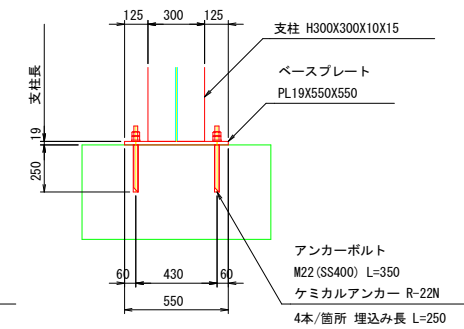 125 300 125
支柱 H300X300X10X15
ベースプレート
PL19X550X550
支柱長
19
250
アンカーボルト
M22(SS400) L=350
60 430 60
ケミカルアンカー R-22N
550
4本/箇所 埋込み長 L=250